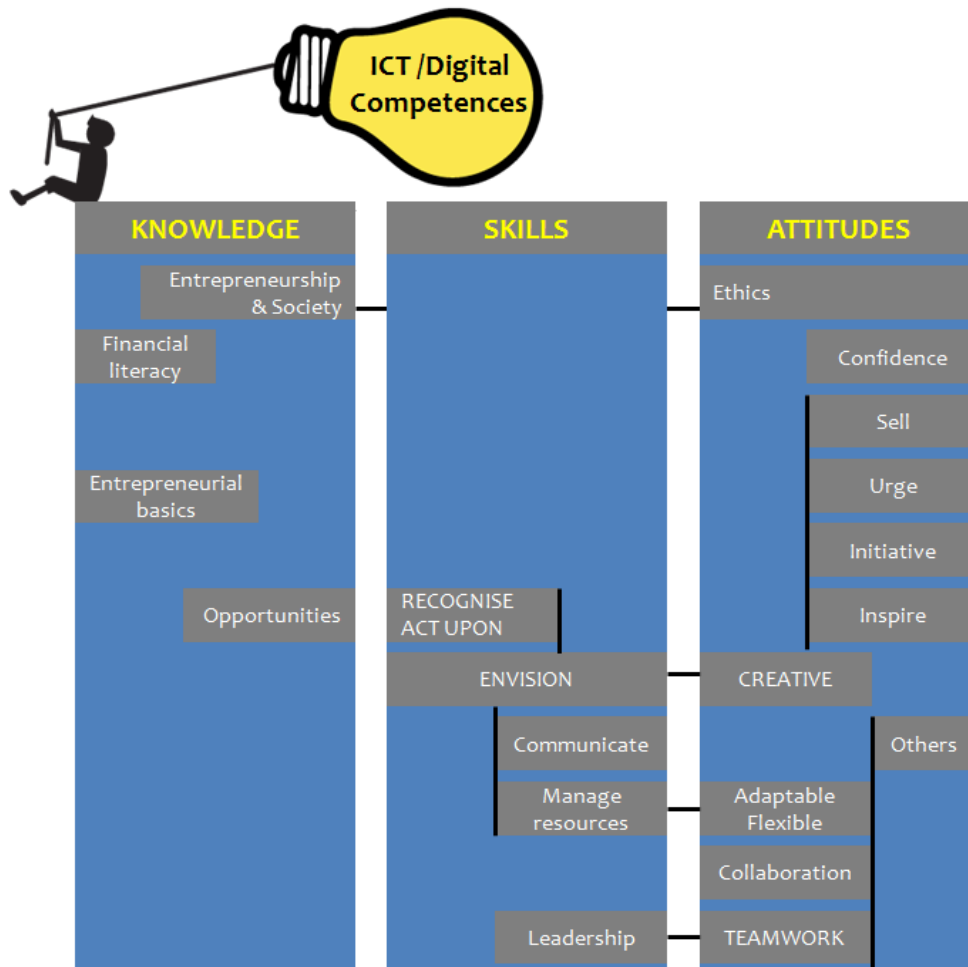 ICT /Digital
Competences
KNOWLEDGE
Entrepreneurship
& Society
Financial
literacy
Entrepreneurial
basics
Opportunities
SKILLS
RECOGNISE
ACT UPON
ENVISION
Communicate
Manage
resources
Leadership
ATTITUDES
Ethics
Confidence
Sell
Urge
Initiative
Inspire
CREATIVE
Others
Adaptable
Flexible
Collaboration
TEAMWORK